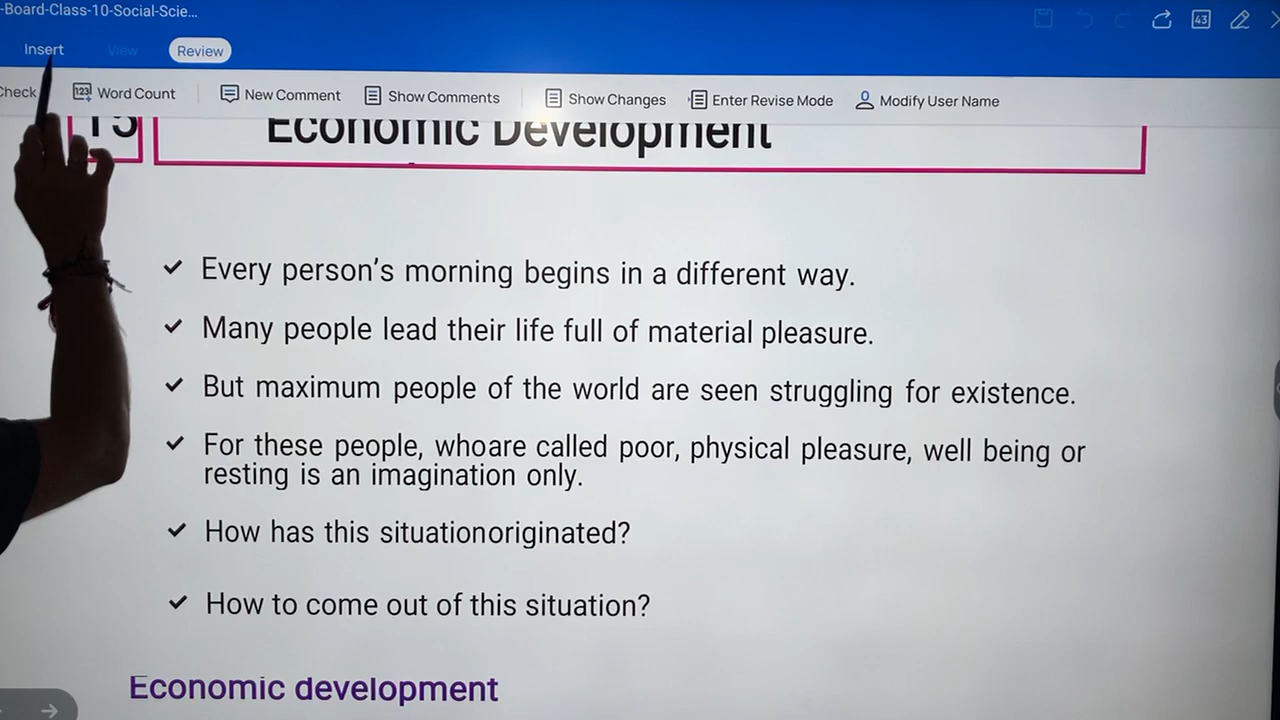 -Board-Class-10-Social-Scie...
43
Insert View Review
Check Word Count New Comment Show Comments Show Changes Enter Revise Mode Modify User Name
15 Economic Development
✔ Every person's morning begins in a different way.
✔ Many people lead their life full of material pleasure.
✔ But maximum people of the world are seen struggling for existence.
✔ For these people, whoare called poor, physical pleasure, well being or
resting is an imagination only.
✔ How has this situationoriginated?
✔ How to come out of this situation?
Economic development